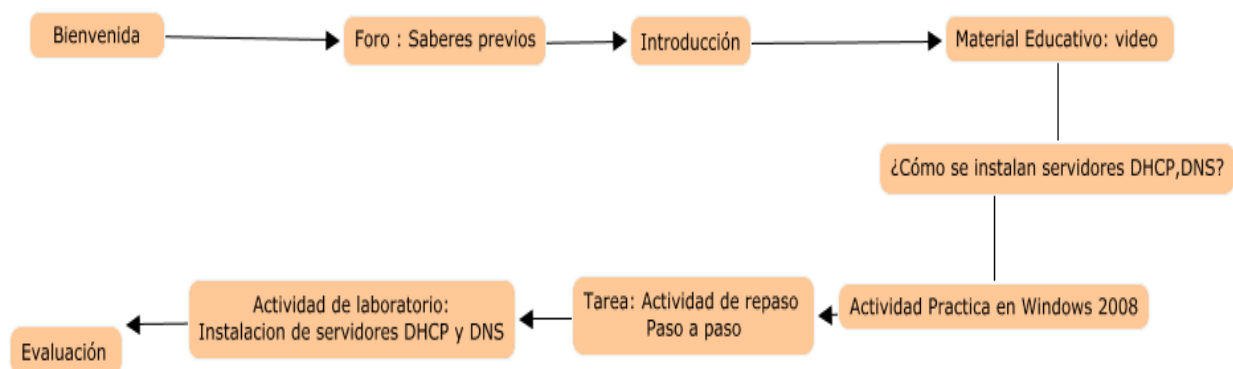 Bienvenida
Foro : Saberes previos
Introducción
Material Educativo: video
¿Cómo se instalan servidores DHCP,DNS?
Actividad Practica en Windows 2008
Tarea: Actividad de repaso
Paso a paso
Actividad de laboratorio:
Instalacion de servidores DHCP y DNS
Evaluación